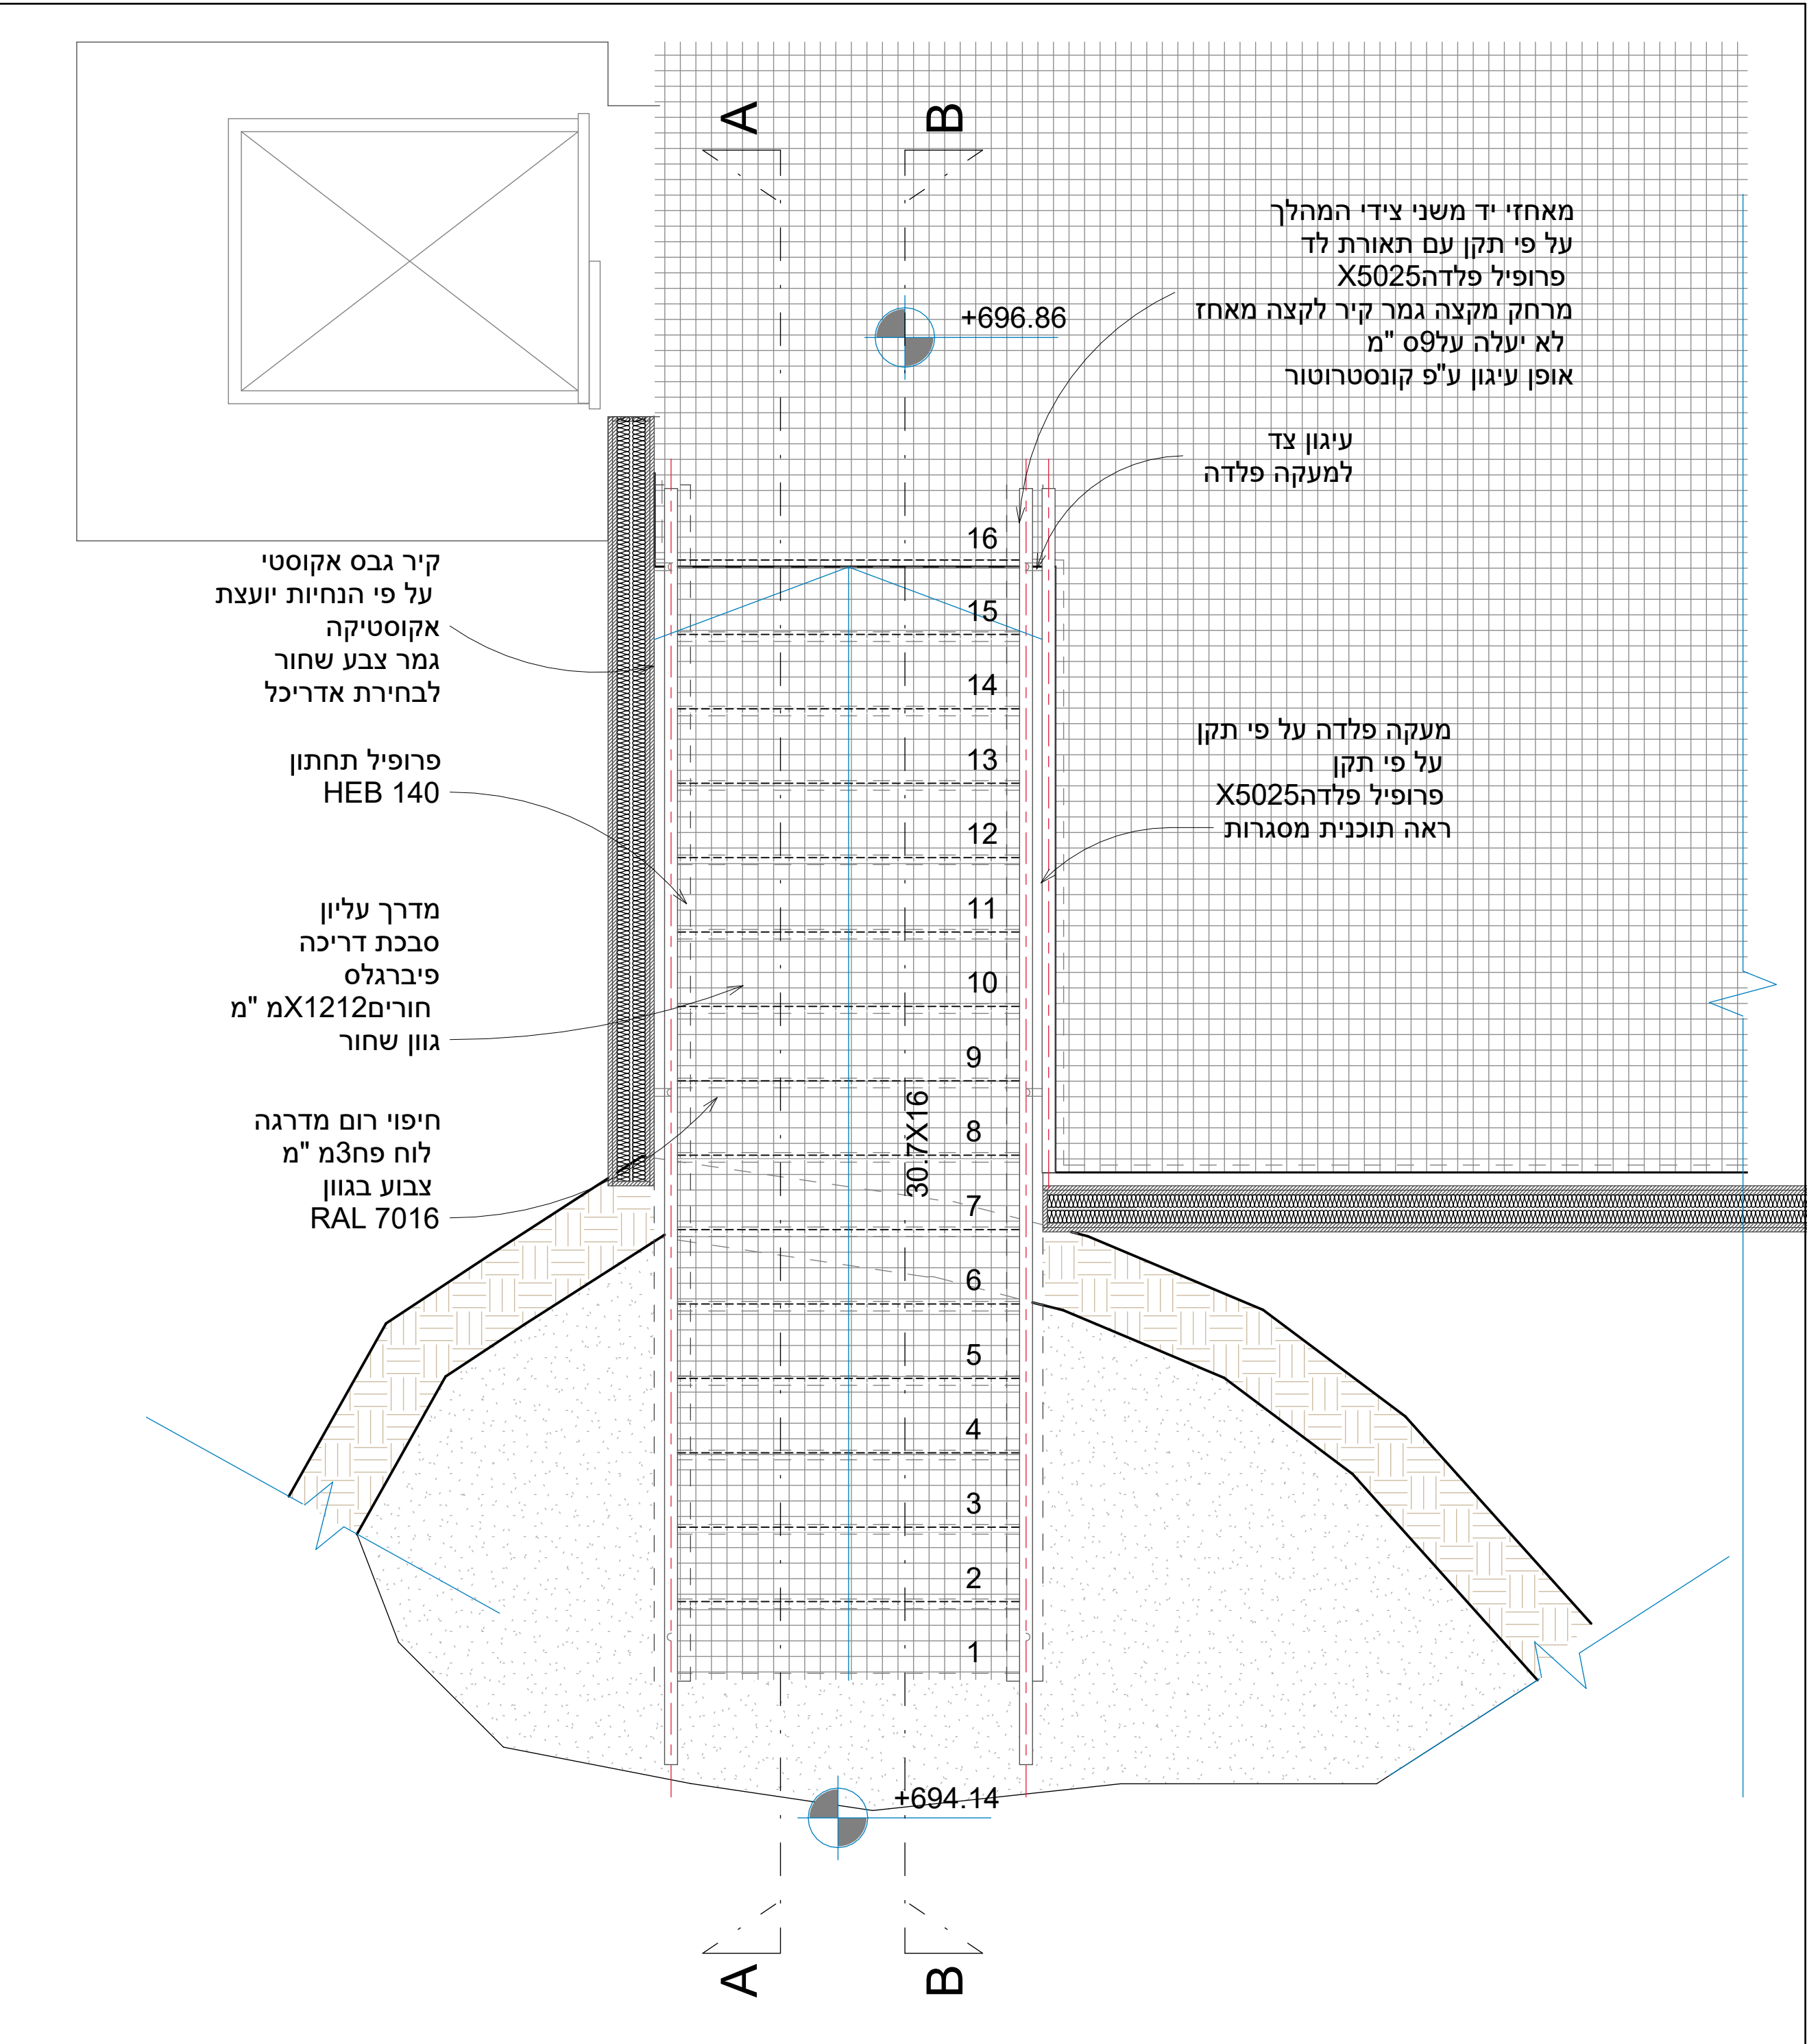 A
B
מאחזי יד משני צידי המהלך
על פי תקן עם תאורת לד
פרופיל פלדהX5025
מרחק מקצה גמר קיר לקצה מאחז
לא יעלה על9ס "מ
אופן עיגון ע"פ קונסטרוטור
+696.86
עיגון צד
למעקה פלדה
16
15
14
13
12
11
10
9
8
7
6
5
4
3
2
1
30.7X16
קיר גבס אקוסטי
על פי הנחיות יועצת
אקוסטיקה
גמר צבע שחור
לבחירת אדריכל
פרופיל תחתון
HEB 140
מעקה פלדה על פי תקן
על פי תקן
פרופיל פלדהX5025
ראה תוכנית מסגרות
מדרך עליון
סבכת דריכה
פיברגלס
חוריםX1212מ "מ
גוון שחור
חיפוי רום מדרגה
לוח פח3מ "מ
צבוע בגוון
RAL 7016
+694.14
A
B